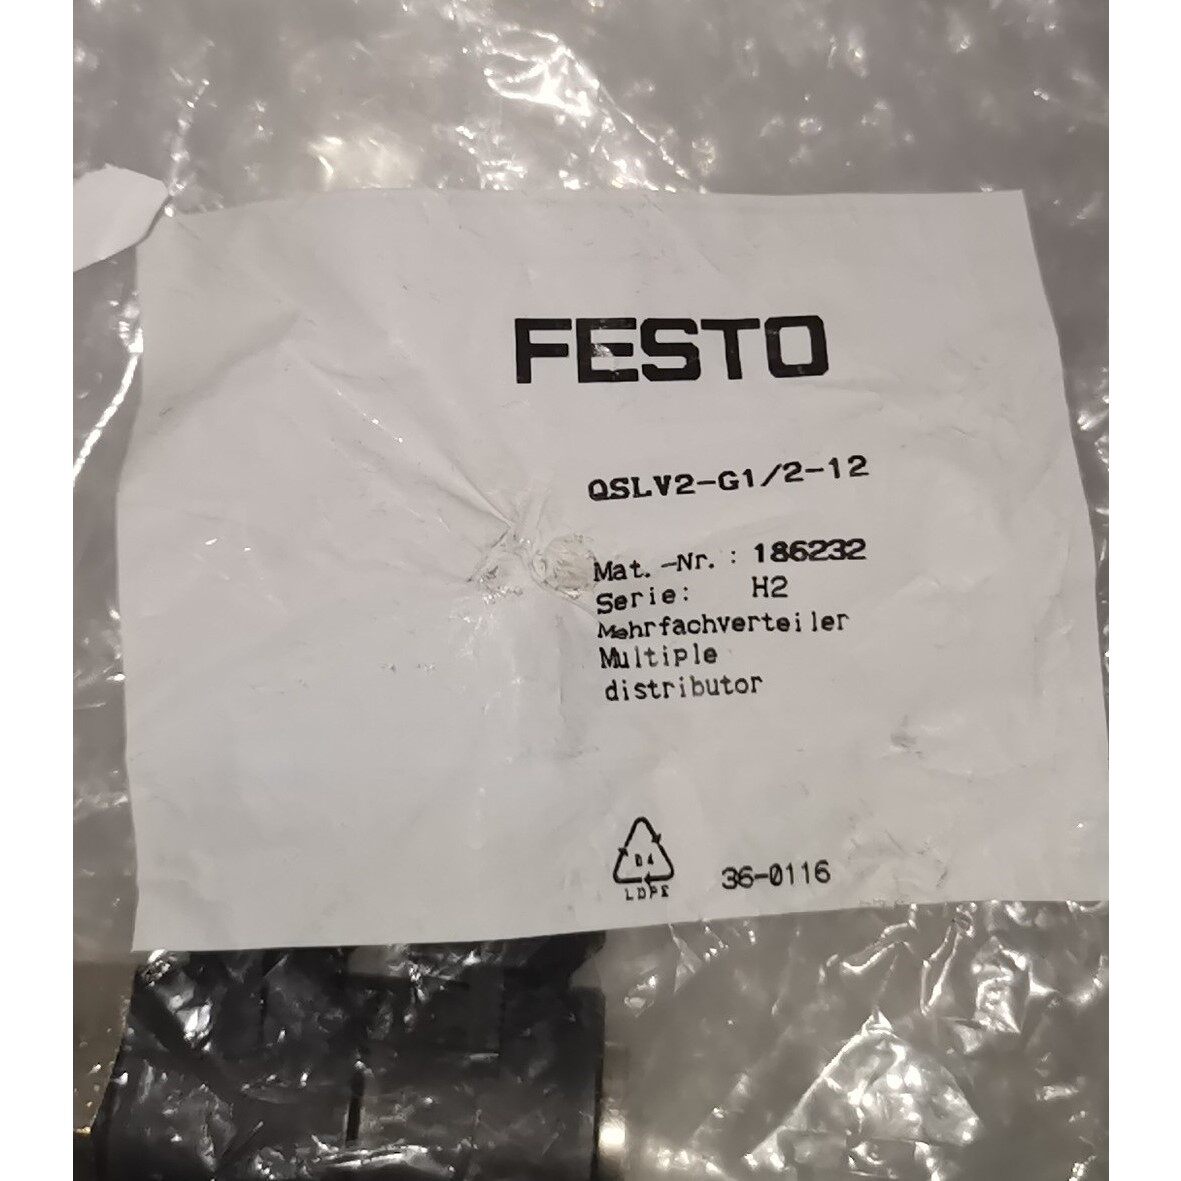 FESTO
QSLV2-G1/2-12
Mat.-Nr.: 186232
Serie: H2
Mehrfachverteiler
Multiple
distributor
04
LDPE
36-0116